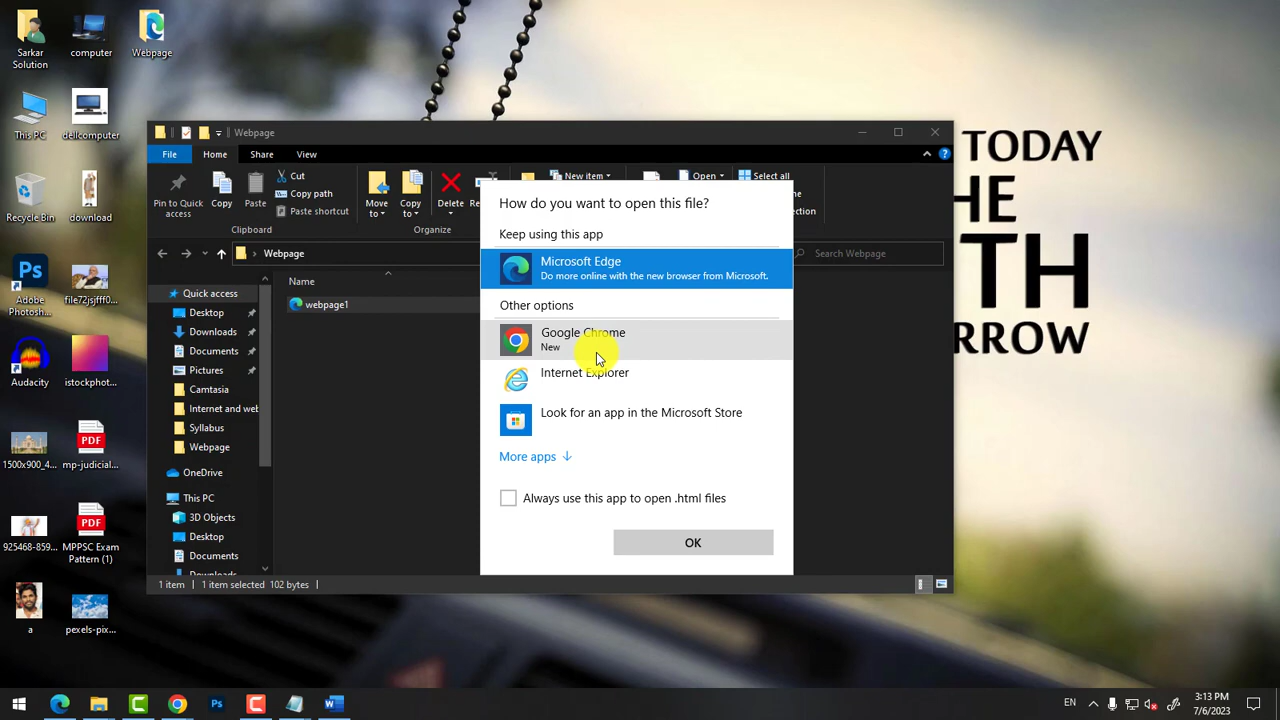 Sarkar
Solution
computer
Webpage
This PC
dellcomputer
Recycle Bin
download
Adobe
Photosh...
file72jsjfff0...
Audacity
istockphot...
1500x900_4...
mp-judicial...
925468-859...
MPPSC Exam
Pattern (1)
a
pexels-pix...
TODAY
HE
TH
RROW
Webpage
File
Home
Share
View
Pin to Quick
access
Copy
Paste
Cut
Copy path
Paste shortcut
Clipboard
Move
to
Copy
to
Delete
Re
Organize
New item
Open
Select all
ne
ection
Webpage
Search Webpage
Quick access
Desktop
Downloads
Documents
Pictures
Camtasia
Internet and web
Syllabus
Webpage
OneDrive
This PC
3D Objects
Desktop
Documents
Downloads
Name
webpage1
1 item
1 item selected
102 bytes
How do you want to open this file?
Keep using this app
Microsoft Edge
Do more online with the new browser from Microsoft.
Other options
Google Chrome
New
Internet Explorer
Look for an app in the Microsoft Store
More apps
Always use this app to open .html files
OK
EN
3:13 PM
7/6/2023